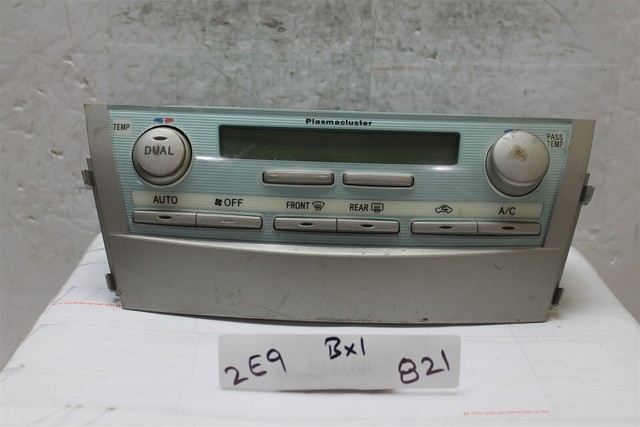 Plasmacluster
TEMP
DUAL
PASS
TEMP
AUTO OFF FRONT REAR A/C
2E9 Bx1 821